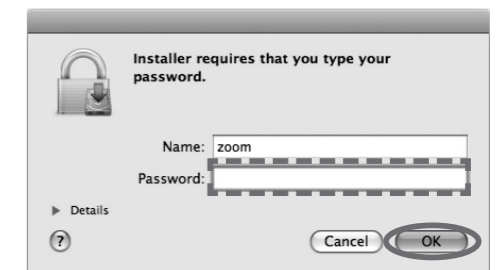 Installer requires that you type your
password.
Name: zoom
Password:
▶ Details
? Cancel OK